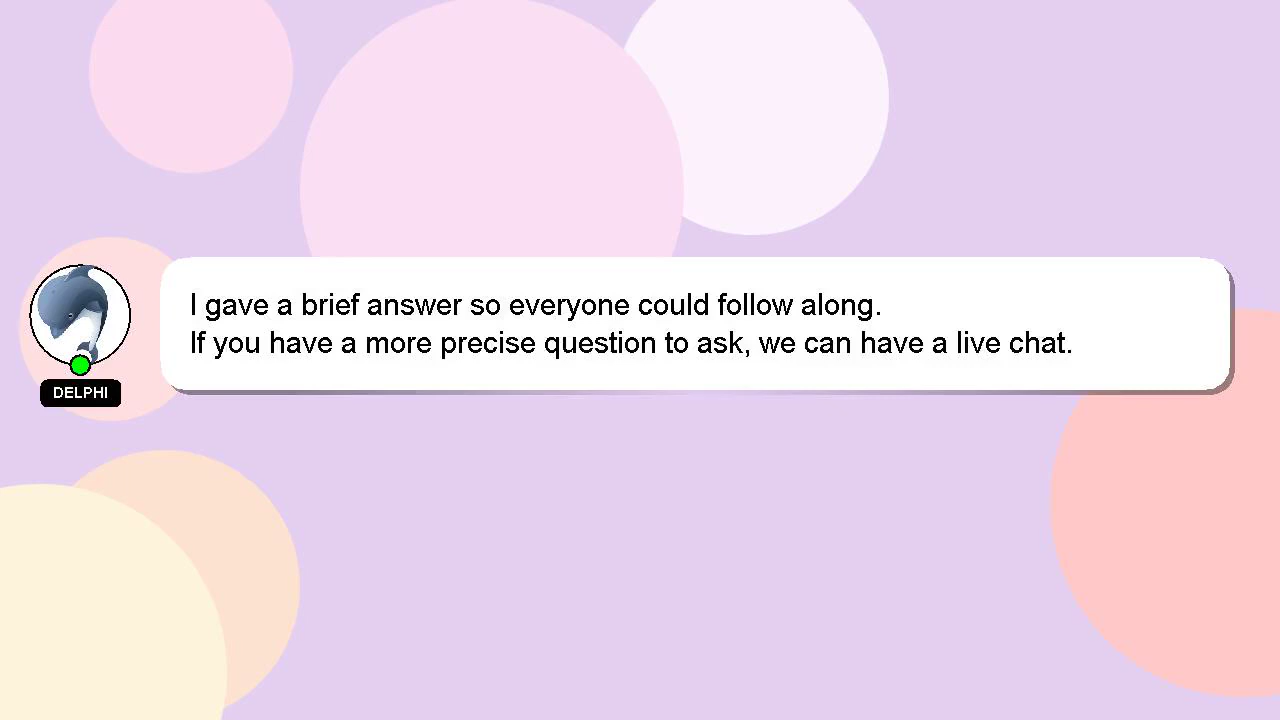 I gave a brief answer so everyone could follow along.
If you have a more precise question to ask, we can have a live chat.
DELPHI